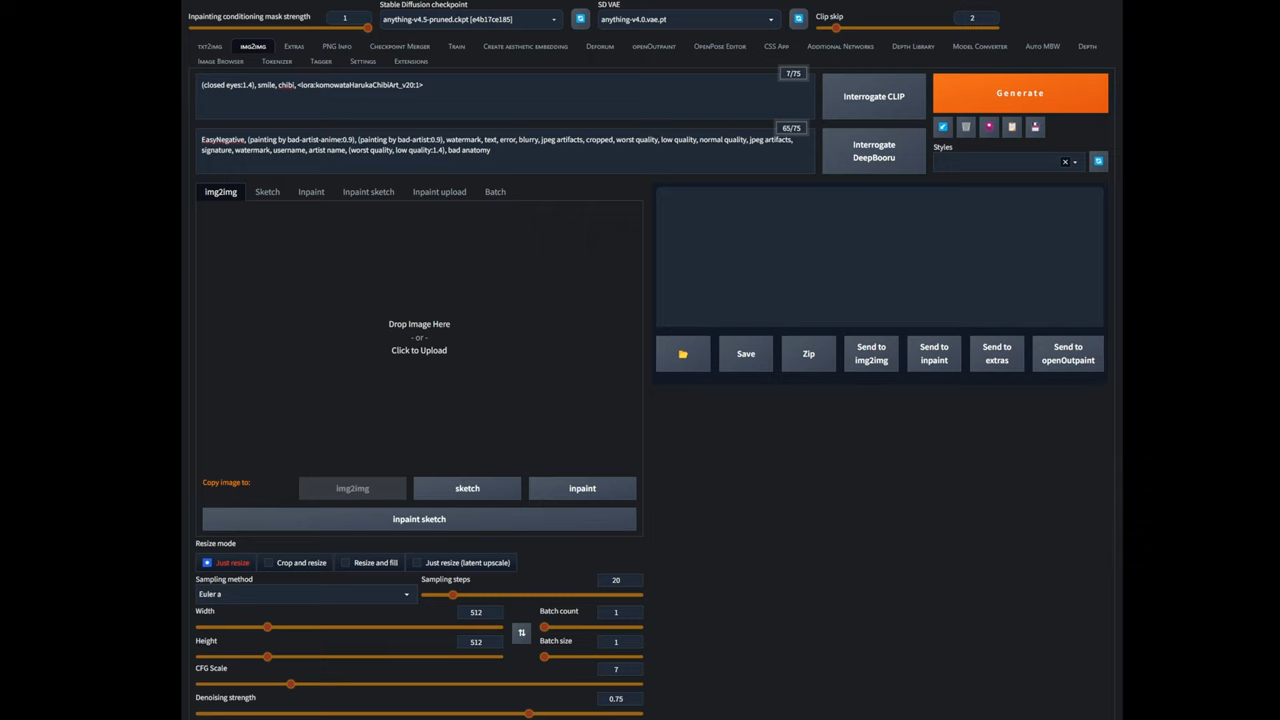 Inpainting conditioning mask strength 1
Stable Diffusion checkpoint
anything-v4.5-pruned.ckpt [e4b17ce185]
SD VAE
anything-v4.0.vae.pt
Clip skip 2
txt2img img2img Extras PNG Info Checkpoint Merger Train Create aesthetic embedding Deforum openOutpaint OpenPose Editor CSS App Additional Networks Depth Library Model Converter Auto MBW Depth
Image Browser Tokenizer Tagger Settings Extensions
7/75
(closed eyes:1.4), smile, chibi, <lora:komowataHarukaChibiArt_v20:1>
Interrogate CLIP
Generate
65/75
EasyNegative, (painting by bad-artist-anime:0.9), (painting by bad-artist:0.9), watermark, text, error, blurry, jpeg artifacts, cropped, worst quality, low quality, normal quality, jpeg artifacts,
signature, watermark, username, artist name, (worst quality, low quality:1.4), bad anatomy
Interrogate
DeepBooru
Styles
img2img Sketch Inpaint Inpaint sketch Inpaint upload Batch
Drop Image Here
- or -
Click to Upload
Save
Zip
Send to
img2img
Send to
inpaint
Send to
extras
Send to
openOutpaint
Copy image to:
img2img
sketch
inpaint
inpaint sketch
Resize mode
Just resize Crop and resize Resize and fill Just resize (latent upscale)
Sampling method
Euler a
Sampling steps 20
Width 512
Batch count 1
Height 512
Batch size 1
CFG Scale 7
Denoising strength 0.75